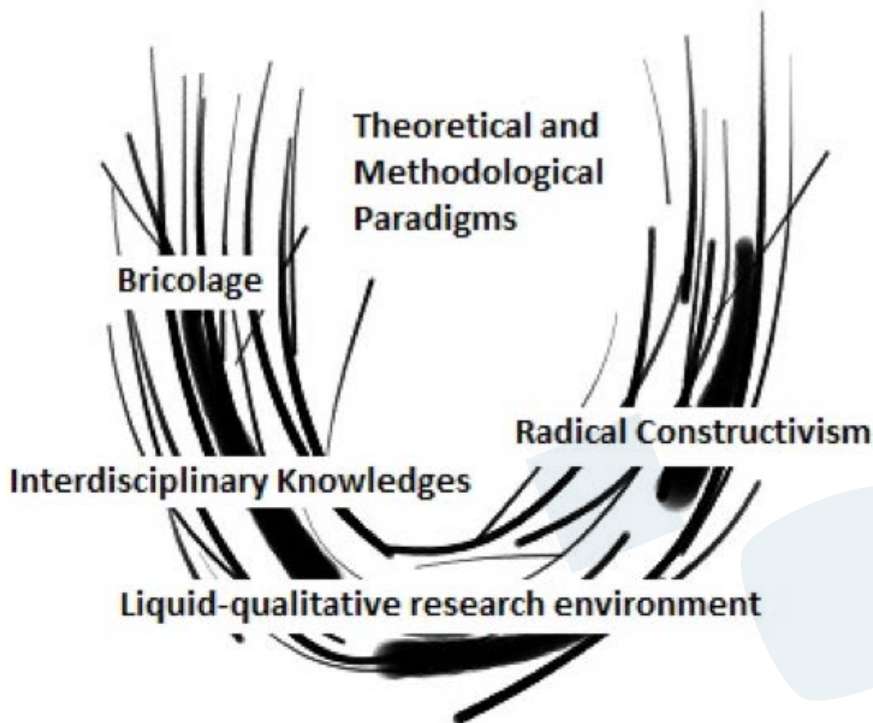 Theoretical and
Methodological
Paradigms
Bricolage
Radical Constructivism
Interdisciplinary Knowledges
Liquid-qualitative research environment